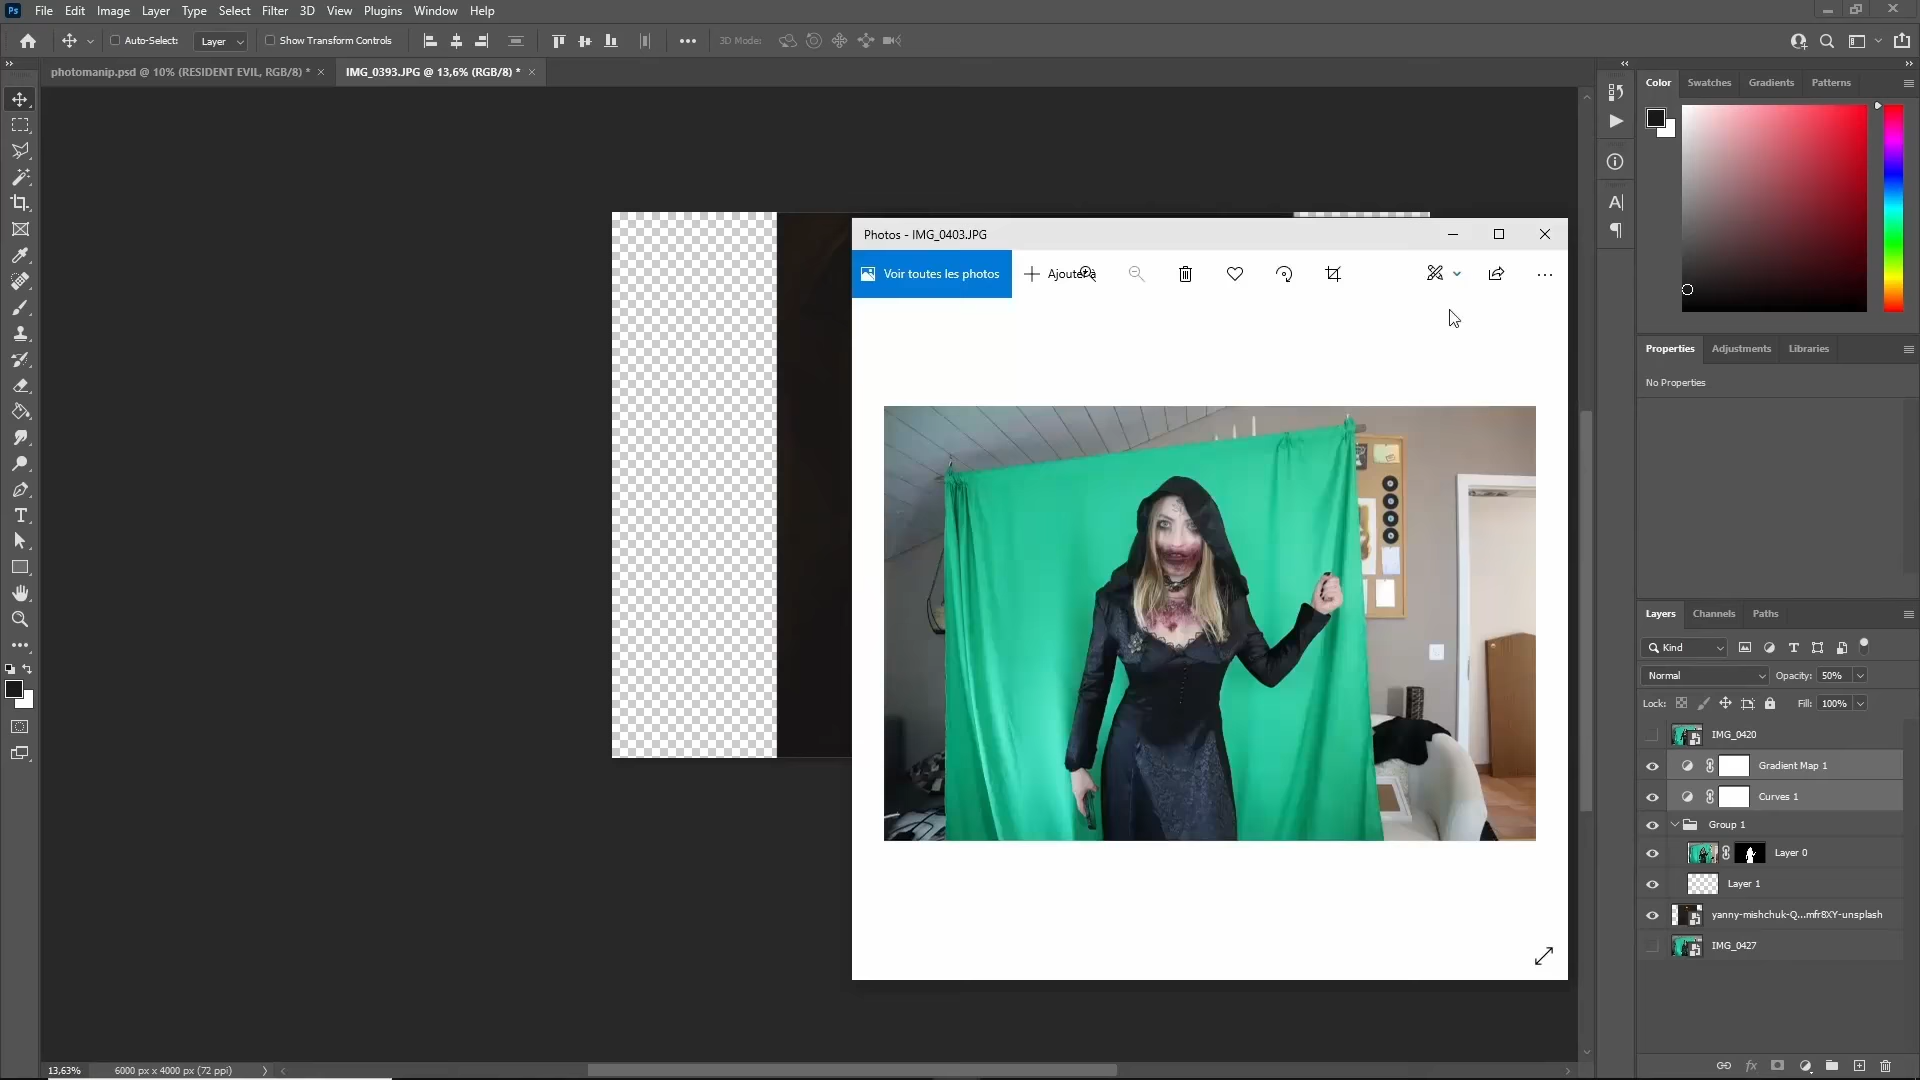 Ps File Edit Image Layer Type Select Filter 3D View Plugins Window Help
Auto-Select: Layer Show Transform Controls 3D Mode:
photomanip.psd @ 10% (RESIDENT EVIL, RGB/8) * × IMG_0393.JPG @ 13,6% (RGB/8) * ×
Color Swatches Gradients Patterns
Photos - IMG_0403.JPG
Voir toutes les photos Ajouter à
Properties Adjustments Libraries
No Properties
Layers Channels Paths
Kind
Normal Opacity: 50%
Lock: Fill: 100%
IMG_0420
Gradient Map 1
Curves 1
Group 1
Layer 0
Layer 1
yanny-mishchuk-Q...mfr8XY-unsplash
IMG_0427
13,63% 6000 px x 4000 px (72 ppi)